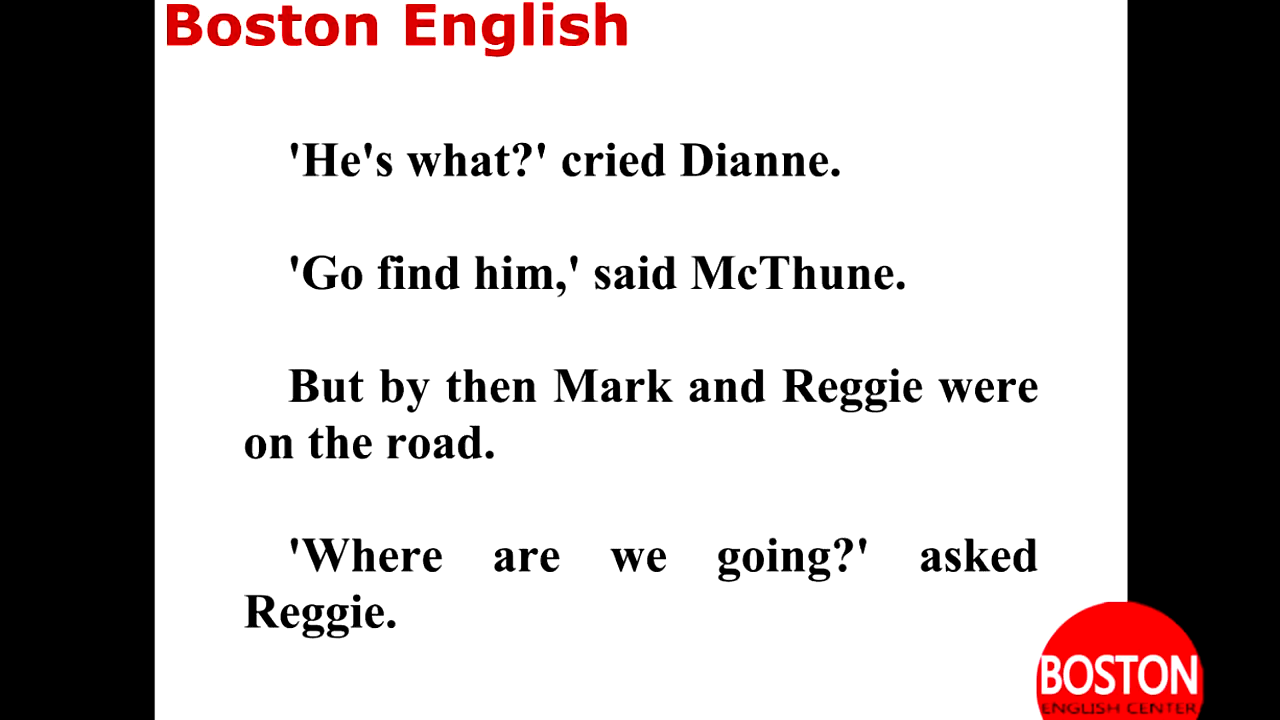 Boston English
'He's what?' cried Dianne.
'Go find him,' said McThune.
But by then Mark and Reggie were
on the road.
'Where are we going?' asked
Reggie.
BOSTON
ENGLISH CENTER